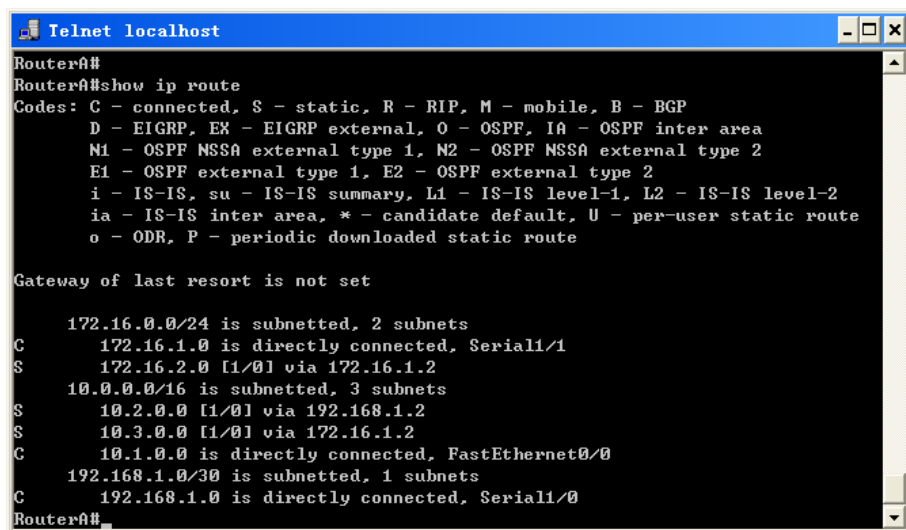 Telnet localhost
RouterA#
RouterA#show ip route
Codes: C - connected, S - static, R - RIP, M - mobile, B - BGP
       D - EIGRP, EX - EIGRP external, O - OSPF, IA - OSPF inter area
       N1 - OSPF NSSA external type 1, N2 - OSPF NSSA external type 2
       E1 - OSPF external type 1, E2 - OSPF external type 2
       i - IS-IS, su - IS-IS summary, L1 - IS-IS level-1, L2 - IS-IS level-2
       ia - IS-IS inter area, * - candidate default, U - per-user static route
       o - ODR, P - periodic downloaded static route
Gateway of last resort is not set
     172.16.0.0/24 is subnetted, 2 subnets
C       172.16.1.0 is directly connected, Serial1/1
S       172.16.2.0 [1/0] via 172.16.1.2
     10.0.0.0/16 is subnetted, 3 subnets
S       10.2.0.0 [1/0] via 192.168.1.2
S       10.3.0.0 [1/0] via 172.16.1.2
C       10.1.0.0 is directly connected, FastEthernet0/0
     192.168.1.0/30 is subnetted, 1 subnets
C       192.168.1.0 is directly connected, Serial1/0
RouterA#_